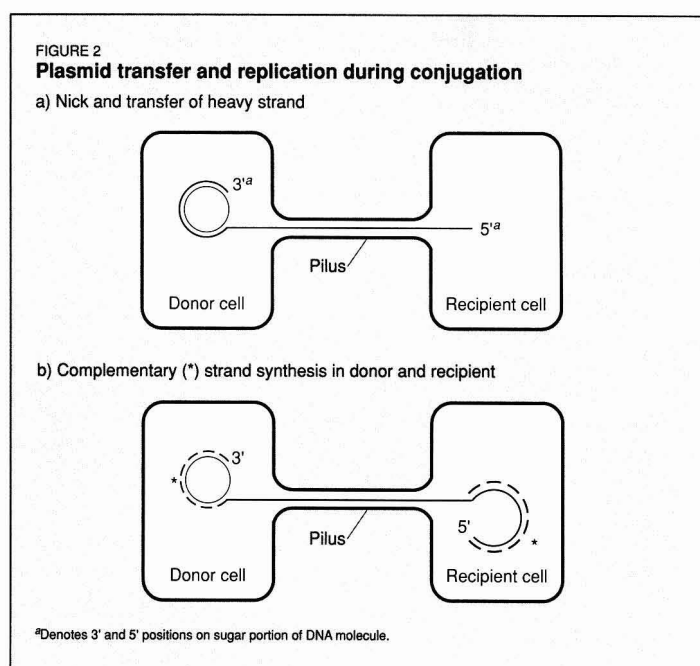 FIGURE 2
Plasmid transfer and replication during conjugation
a) Nick and transfer of heavy strand
3'a
5'a
Pilus
Donor cell
Recipient cell
b) Complementary (*) strand synthesis in donor and recipient
3'
*
5'
*
Pilus
Donor cell
Recipient cell
aDenotes 3' and 5' positions on sugar portion of DNA molecule.